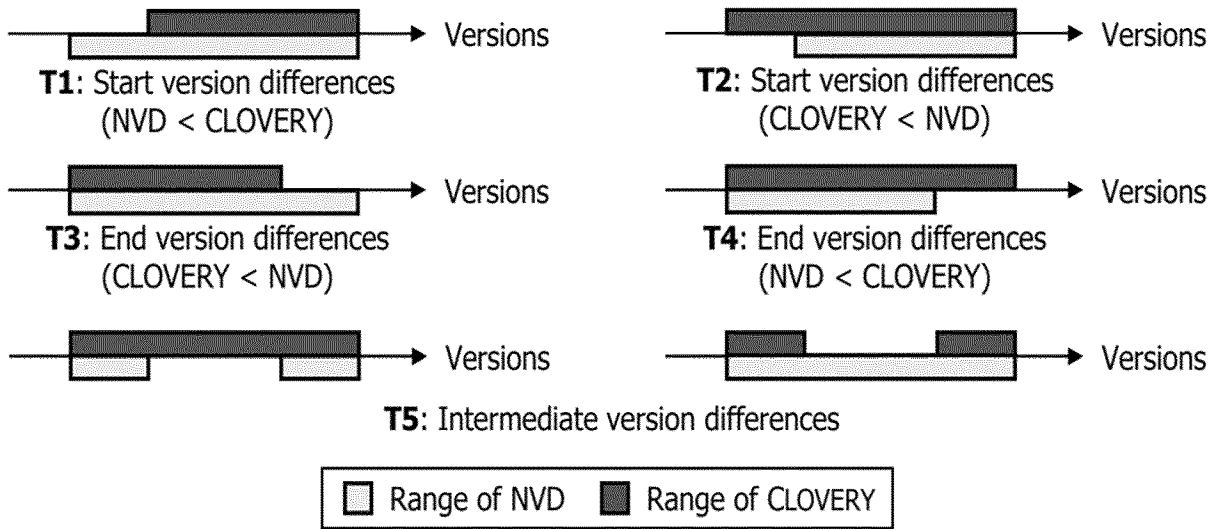 Versions Versions
T1: Start version differences T2: Start version differences
(NVD < CLOVERY) (CLOVERY < NVD)
Versions Versions
T3: End version differences T4: End version differences
(CLOVERY < NVD) (NVD < CLOVERY)
Versions Versions
T5: Intermediate version differences
Range of NVD Range of CLOVERY